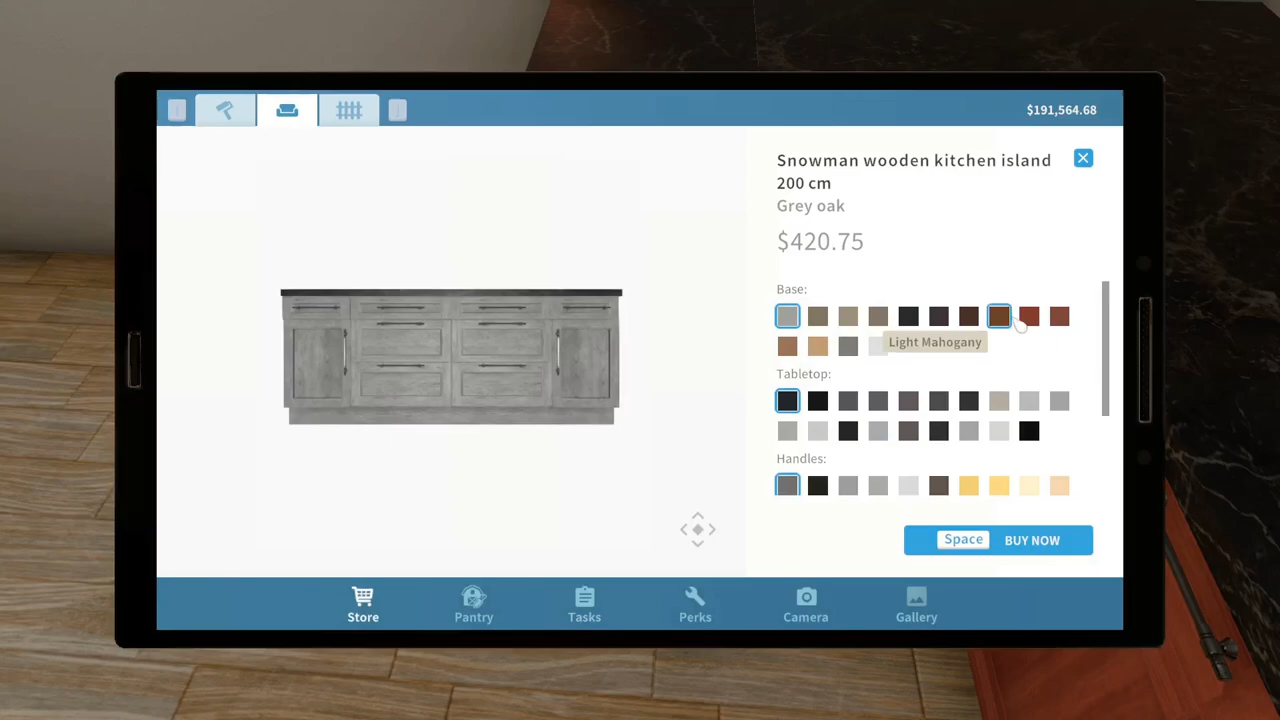 $191,564.68
Snowman wooden kitchen island
200 cm
Grey oak
$420.75
Base:
Light Mahogany
Tabletop:
Handles:
Space BUY NOW
Store Pantry Tasks Perks Camera Gallery